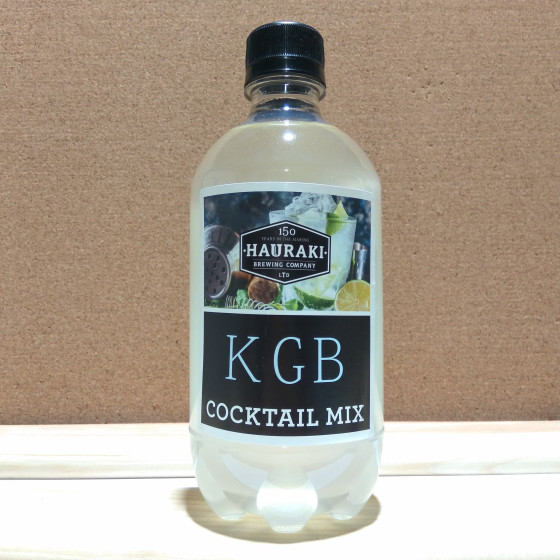 150
YEARS IN THE MAKING
HAURAKI
BREWING COMPANY
LTD
KGB
COCKTAIL MIX